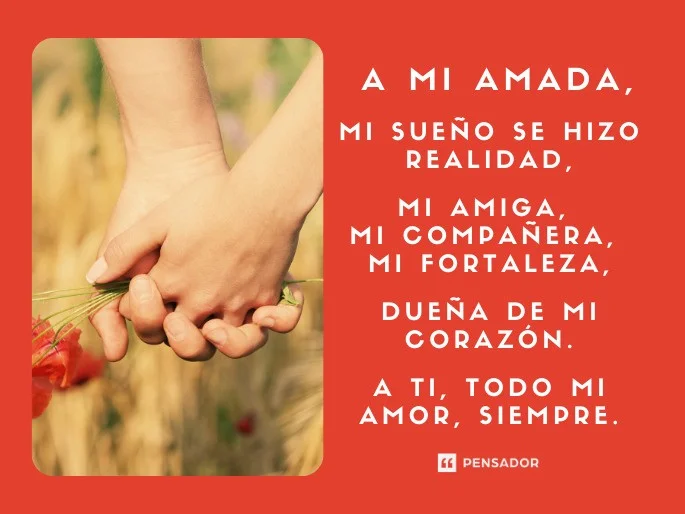 A MI AMADA,
MI SUEÑO SE HIZO
REALIDAD,
MI AMIGA,
MI COMPAÑERA,
MI FORTALEZA,
DUEÑA DE MI
CORAZÓN.
A TI, TODO MI
AMOR, SIEMPRE.
PENSADOR